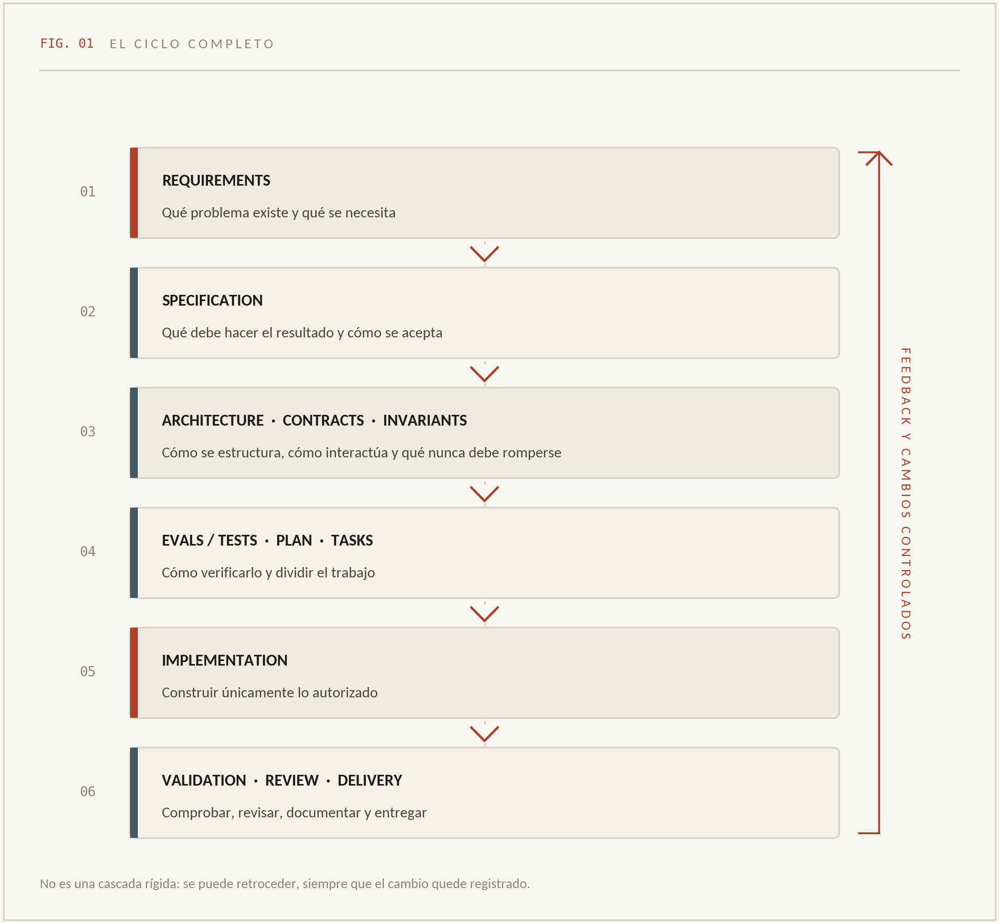 FIG. 01 EL CICLO COMPLETO
01
REQUIREMENTS
Qué problema existe y qué se necesita
02
SPECIFICATION
Qué debe hacer el resultado y cómo se acepta
03
ARCHITECTURE · CONTRACTS · INVARIANTS
Cómo se estructura, cómo interactúa y qué nunca debe romperse
04
EVALS / TESTS · PLAN · TASKS
Cómo verificarlo y dividir el trabajo
05
IMPLEMENTATION
Construir únicamente lo autorizado
06
VALIDATION · REVIEW · DELIVERY
Comprobar, revisar, documentar y entregar
FEEDBACK Y CAMBIOS CONTROLADOS
No es una cascada rígida: se puede retroceder, siempre que el cambio quede registrado.